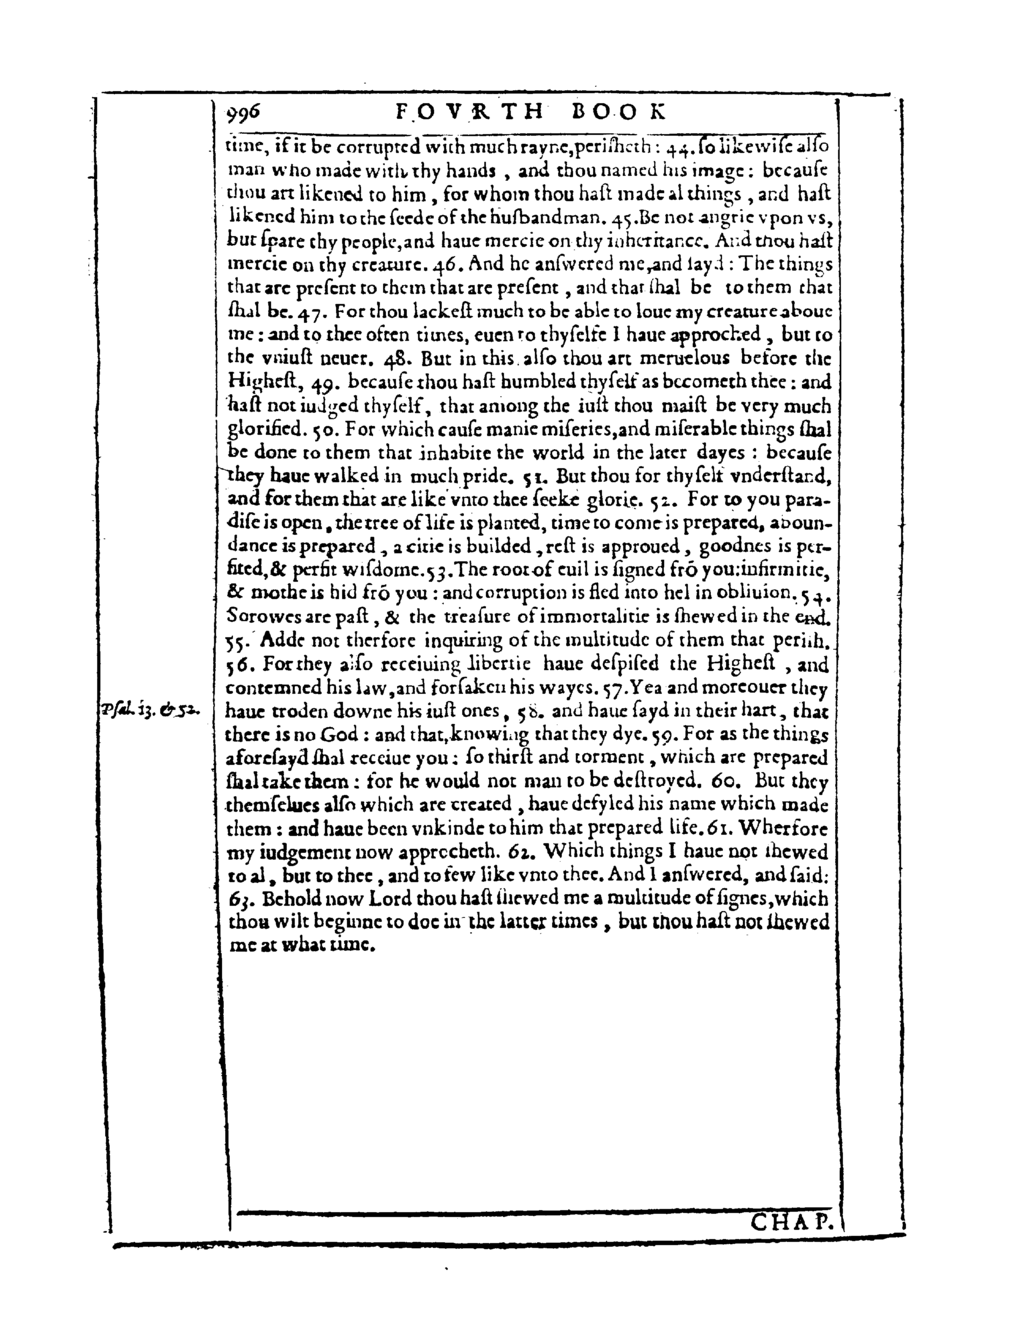 996 FOVRTH BOOK
time, if it be corrupted with much rayne,perisheth: 44.so likewise also
man who made with thy hands , and thou named his image: because
thou art likened to him , for whom thou hast made al things , and hast
likened him to the seede of the husbandman. 45.Be not angrie vpon vs,
but spare thy people,and haue mercie on thy inheritance. And thou hast
mercie on thy creature. 46. And he answered me,and sayd : The things
that are present to them that are present , and that shal be to them that
shal be. 47. For thou lackest much to be able to loue my creature aboue
me : and to thee often times, euen to thyselfe I haue approched , but to
the vniust neuer. 48. But in this also thou art meruelous before the
Highest, 49. because thou hast humbled thyself as becometh thee : and
hast not iudged thyself, that among the iust thou maist be very much
glorified. 50. For which cause manie miseries,and miserable things shal
be done to them that inhabite the world in the later dayes : because
they haue walked in much pride. 51. But thou for thyself vnderstand,
and for them that are like vnto thee seeke glorie. 52. For to you para-
dise is open , the tree of life is planted, time to come is prepared, aboun-
dance is prepared , a citie is builded , rest is approued , goodnes is per-
fited,& perfit wisdome.53.The root of euil is signed frõ you:infirmitie,
& mothe is hid frõ you : and corruption is fled into hel in obliuion. 54.
Sorowes are past , & the treasure of immortalitie is shewed in the end.
55. Adde not therfore inquiring of the multitude of them that perish.
56. For they also receiuing libertie haue despised the Highest , and
contemned his law,and forsaken his wayes. 57.Yea and moreouer they
Psal. 13. & 52. haue troden downe his iust ones, 58. and haue sayd in their hart , that
there is no God : and that,knowing that they dye. 59. For as the things
aforesayd shal receiue you : so thirst and torment , which are prepared
shal take them : for he would not man to be destroyed. 60. But they
themselues also which are created , haue defyled his name which made
them : and haue been vnkinde to him that prepared life.61. Wherfore
my iudgement now approcheth. 62. Which things I haue not shewed
to al , but to thee , and to few like vnto thee. And I answered, and said:
63. Behold now Lord thou hast shewed me a multitude of signes,which
thou wilt beginne to doe in the latter times , but thou hast not shewed
me at what time.
CHAP.